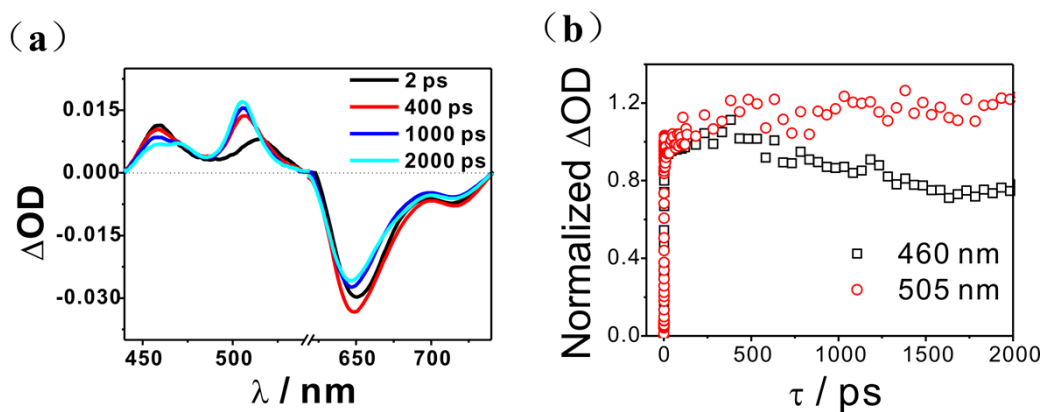 （a）
ΔOD
0.015
0.000
-0.015
-0.030
2 ps
400 ps
1000 ps
2000 ps
450 500 650 700
λ / nm
（b）
Normalized ΔOD
1.2
0.8
0.4
0.0
460 nm
505 nm
0 500 1000 1500 2000
τ / ps